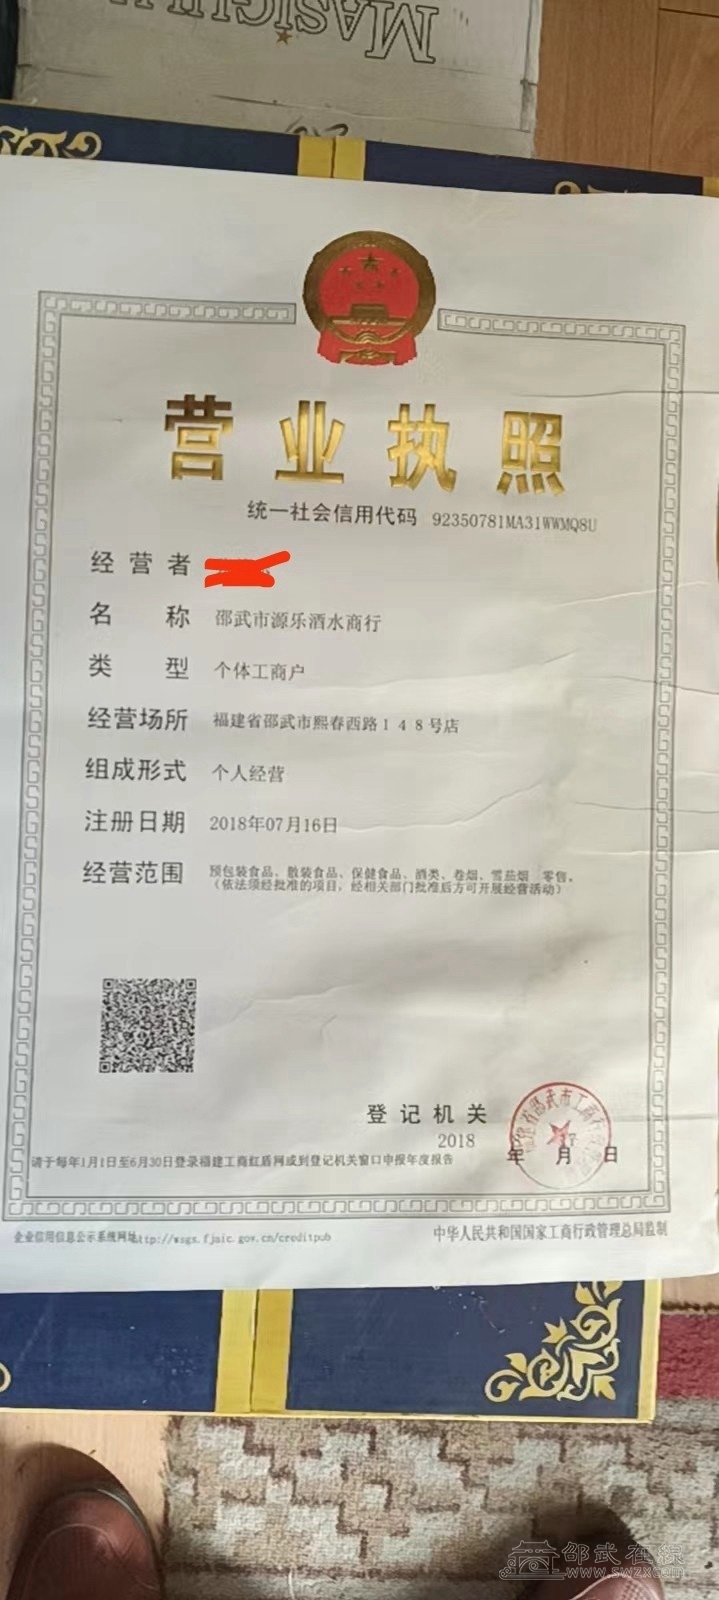 MASIGU
营业执照
统一社会信用代码 92350781MA31WWMQ8U
经营者
名称 邵武市源乐酒水商行
类型 个体工商户
经营场所 福建省邵武市熙春西路148号店
组成形式 个人经营
注册日期 2018年07月16日
经营范围 预包装食品、散装食品、保健食品、酒类、卷烟、雪茄烟 零售。
(依法须经批准的项目,经相关部门批准后方可开展经营活动)
登记机关
2018 年 月 日
请于每年1月1日至6月30日登录福建工商红盾网或到登记机关窗口申报年度报告
企业信用信息公示系统网址http://wsgs.fjaic.gov.cn/creditpub
中华人民共和国国家工商行政管理总局监制
邵武在線
www.swzx.com